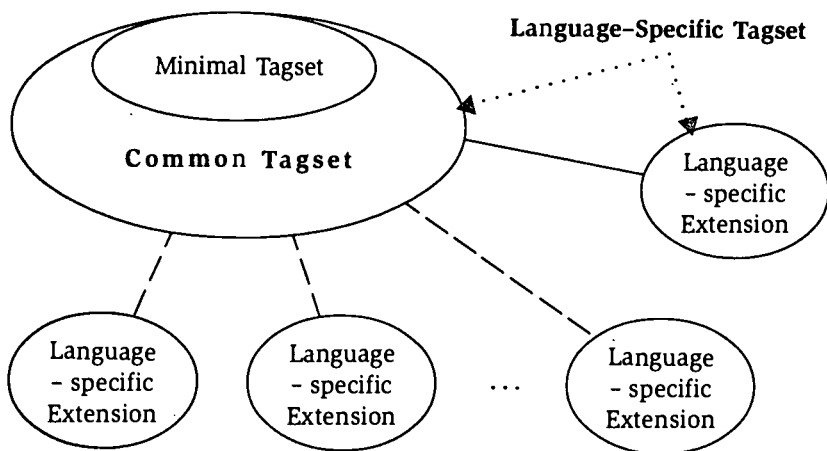 Language-Specific Tagset
Minimal Tagset
Common Tagset
Language
- specific
Extension
Language
- specific
Extension
Language
- specific
Extension
...
Language
- specific
Extension